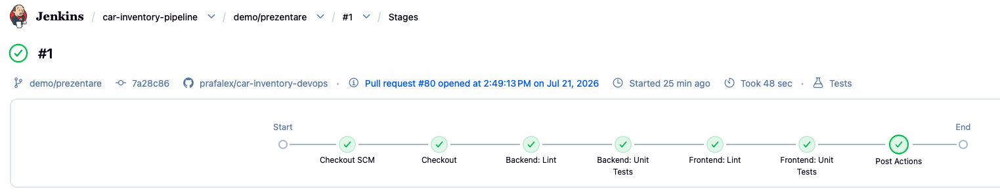 Jenkins / car-inventory-pipeline / demo/prezentare / #1 / Stages
#1
demo/prezentare 7a28c86 prafalex/car-inventory-devops · Pull request #80 opened at 2:49:13 PM on Jul 21, 2026 Started 25 min ago Took 48 sec · Tests
Start End
Checkout SCM Checkout Backend: Lint Backend: Unit Tests Frontend: Lint Frontend: Unit Tests Post Actions